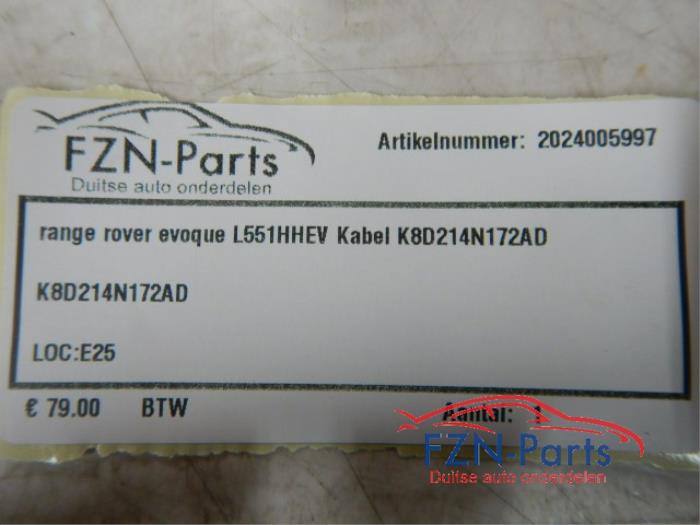 FZN-Parts
Duitse auto onderdelen
Artikelnummer: 2024005997
range rover evoque L551HHEV Kabel K8D214N172AD
K8D214N172AD
LOC:E25
€ 79.00 BTW Aantal: 1
FZN-Parts
Duitse auto onderdelen